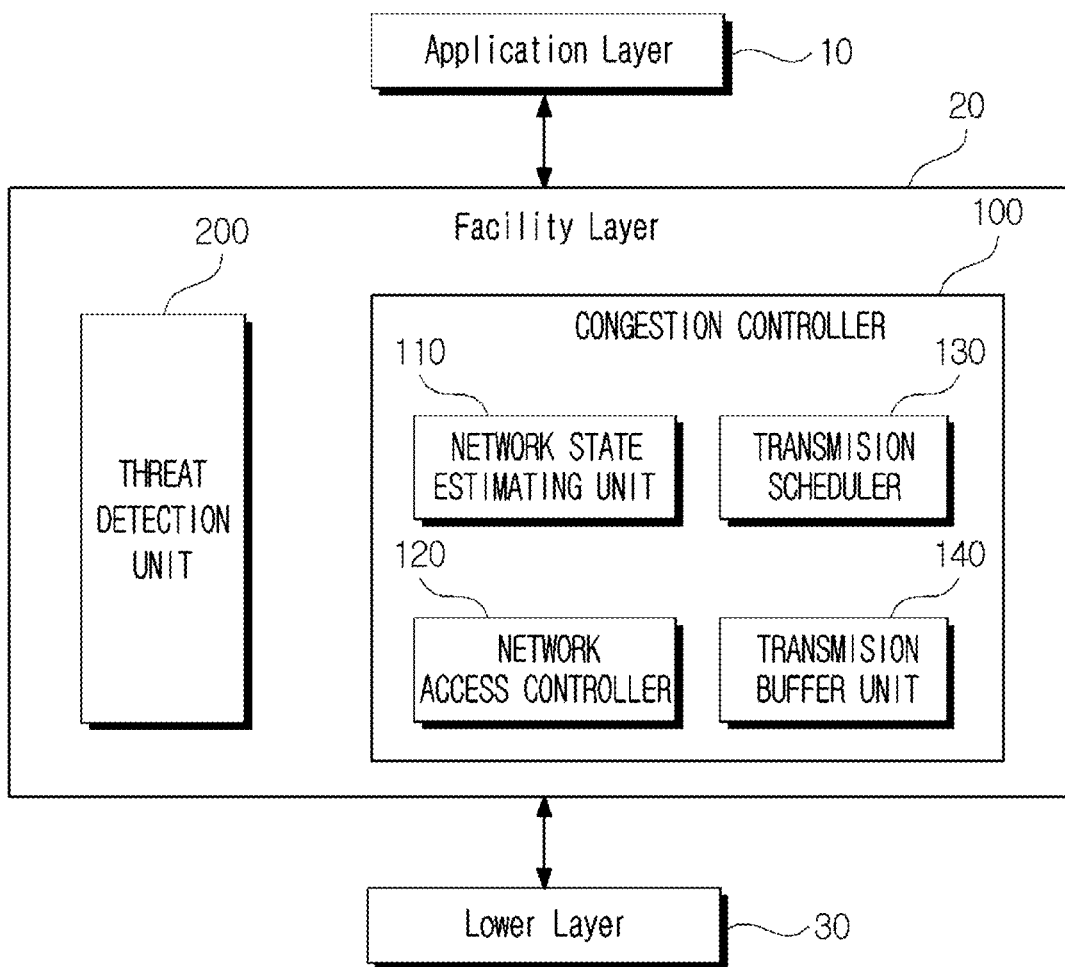 Application Layer
10
20
Facility Layer
100
200
CONGESTION CONTROLLER
110
130
NETWORK STATE
ESTIMATING UNIT
TRANSMISION
SCHEDULER
THREAT
DETECTION
UNIT
120
140
NETWORK
ACCESS CONTROLLER
TRANSMISION
BUFFER UNIT
Lower Layer
30